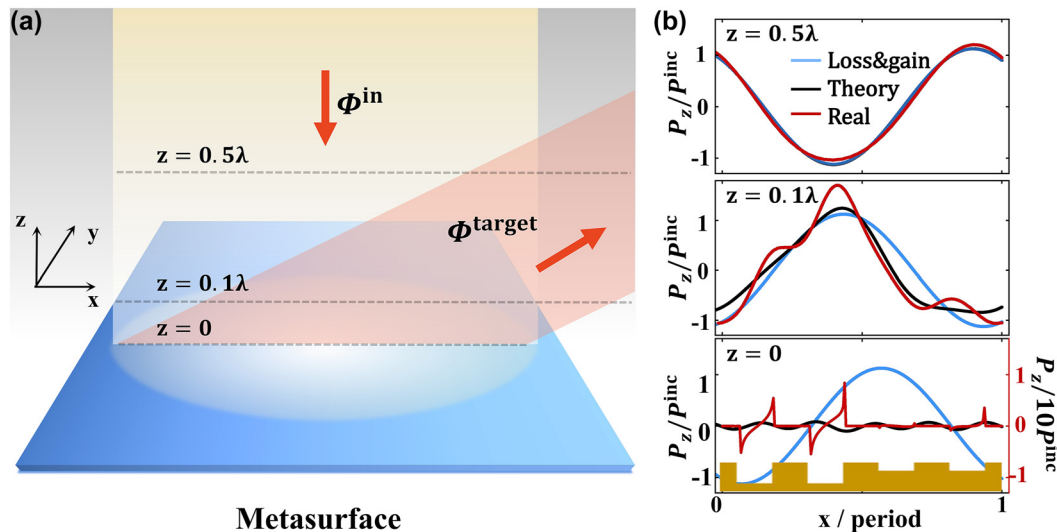 (a)
Φ^in
z = 0.5λ
Φ^target
z = 0.1λ
z = 0
z
y
x
Metasurface
(b)
z = 0.5λ
Loss&gain
Theory
Real
P_z/P^inc
1
0
-1
z = 0.1λ
P_z/P^inc
1
0
-1
z = 0
P_z/P^inc
1
0
-1
P_z/10P^inc
1
0
-1
0
1
x / period